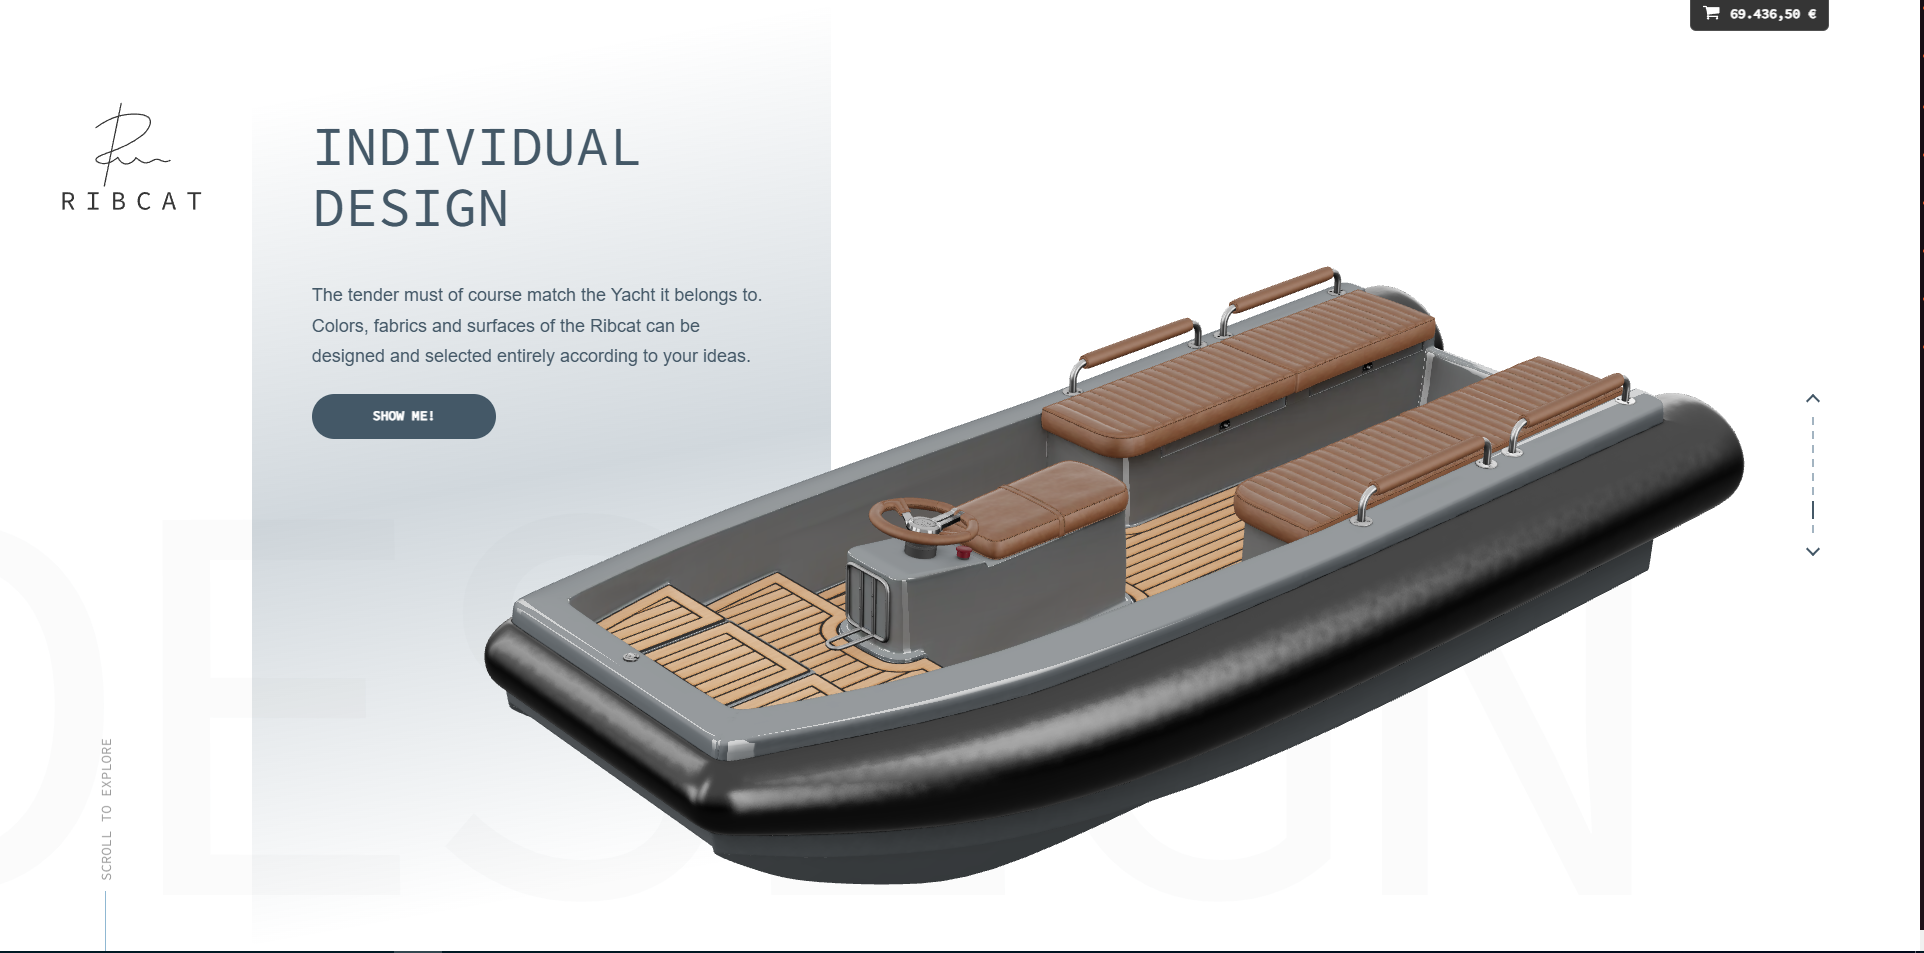 69.436,50 €
RIBCAT
INDIVIDUAL
DESIGN
The tender must of course match the Yacht it belongs to.
Colors, fabrics and surfaces of the Ribcat can be
designed and selected entirely according to your ideas.
SHOW ME!
DESIGN
SCROLL TO EXPLORE